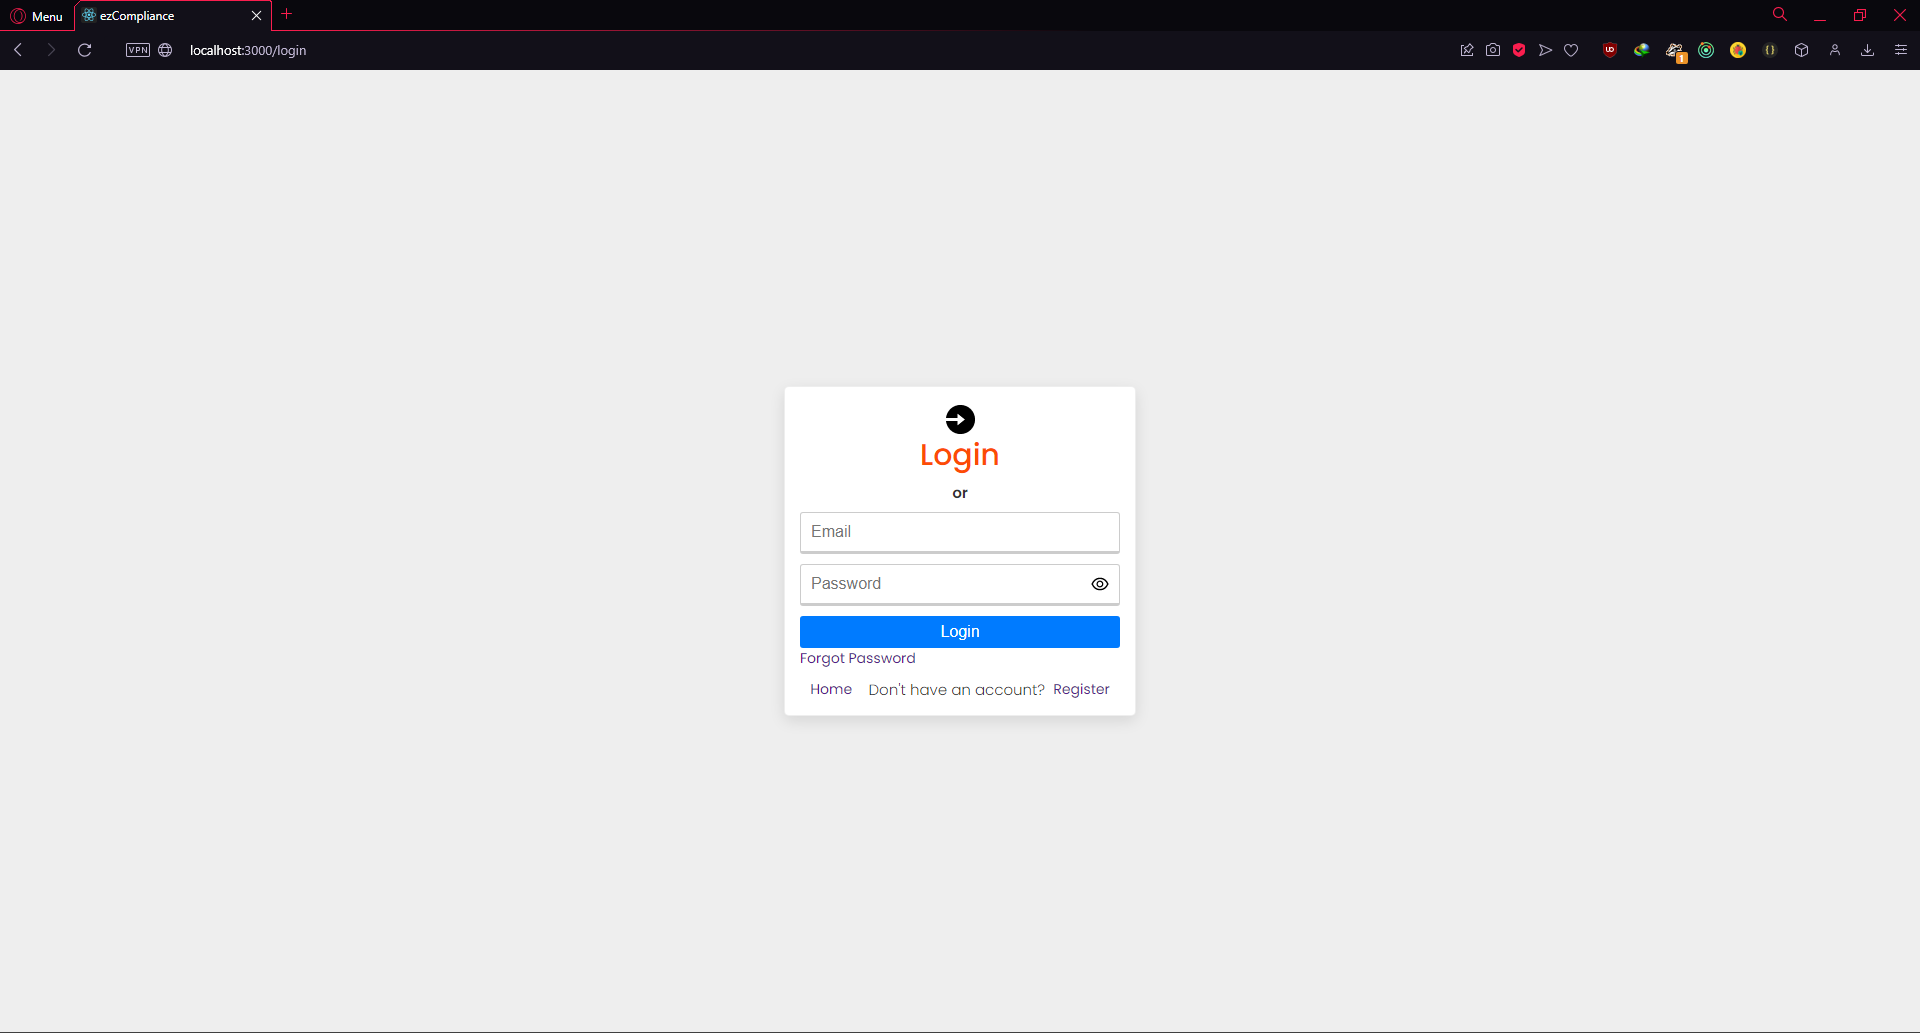 Menu
ezCompliance
VPN
localhost:3000/login
1
Login
or
Email
Password
Login
Forgot Password
Home Don't have an account? Register